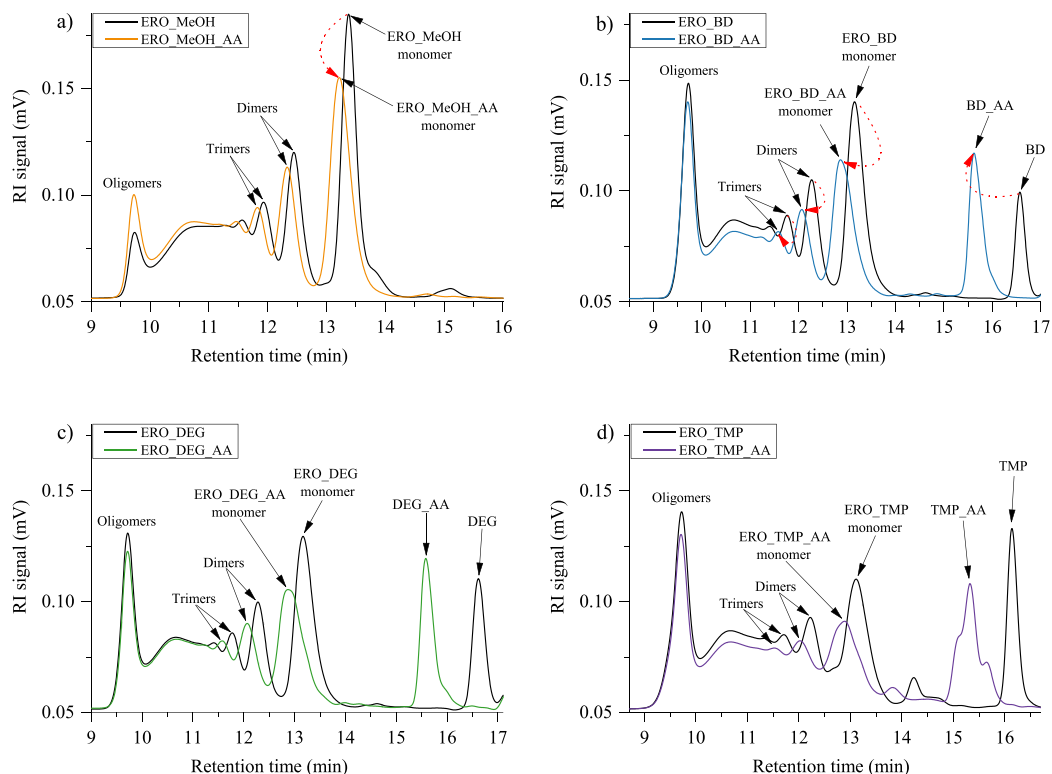 a)
ERO_MeOH
ERO_MeOH_AA
ERO_MeOH
monomer
ERO_MeOH_AA
monomer
Dimers
Trimers
Oligomers
0.15
0.10
0.05
RI signal (mV)
9 10 11 12 13 14 15 16
Retention time (min)
b)
ERO_BD
ERO_BD_AA
ERO_BD
monomer
ERO_BD_AA
monomer
Oligomers
BD_AA
BD
Dimers
Trimers
0.15
0.10
0.05
RI signal (mV)
9 10 11 12 13 14 15 16 17
Retention time (min)
c)
ERO_DEG
ERO_DEG_AA
ERO_DEG
monomer
ERO_DEG_AA
monomer
DEG_AA
DEG
Oligomers
Dimers
Trimers
0.15
0.10
0.05
RI signal (mV)
9 10 11 12 13 14 15 16 17
Retention time (min)
d)
ERO_TMP
ERO_TMP_AA
TMP
Oligomers
ERO_TMP
monomer
TMP_AA
ERO_TMP_AA
monomer
Dimers
Trimers
0.15
0.10
0.05
RI signal (mV)
9 10 11 12 13 14 15 16
Retention time (min)